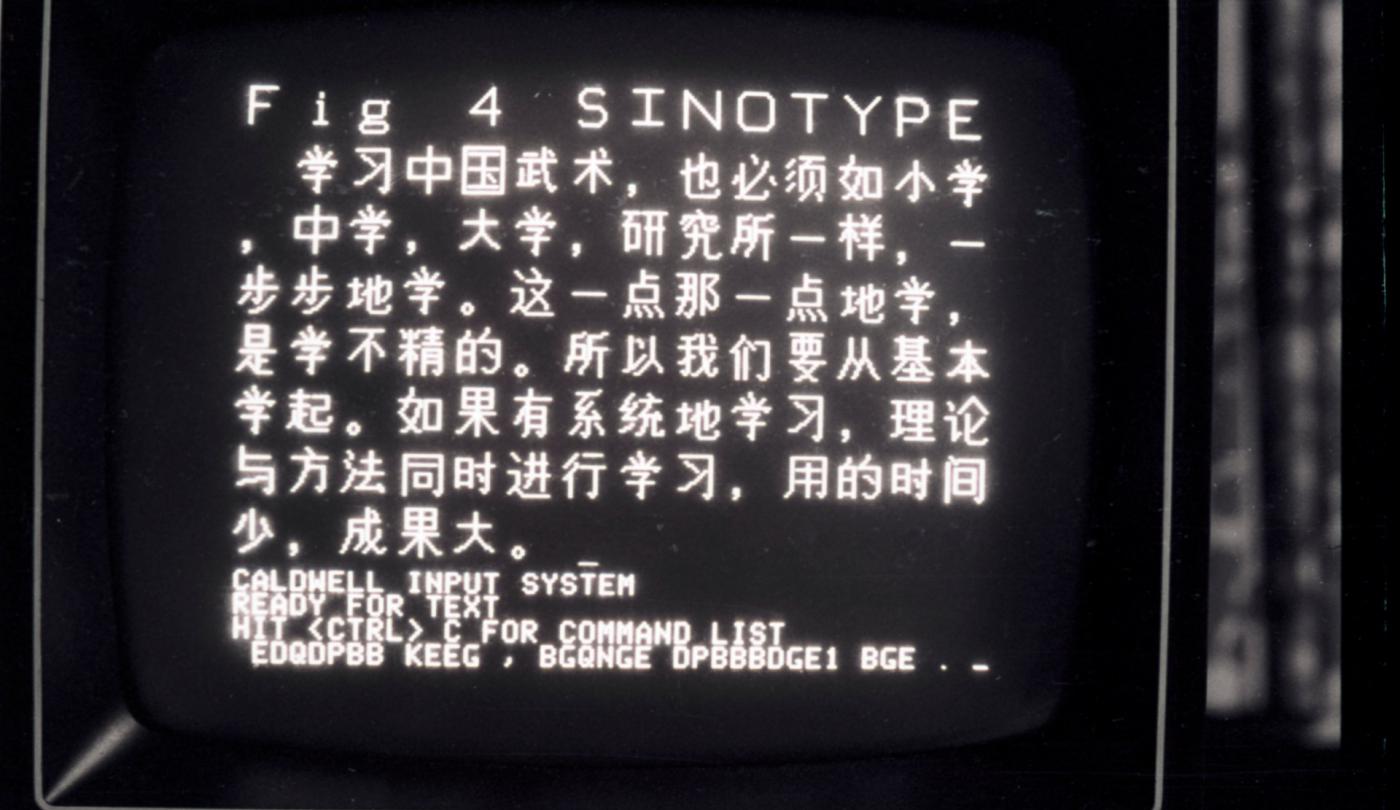 Fig 4 SINOTYPE
学习中国武术，也必须如小学
，中学，大学，研究所一样，一
步步地学。这一点那一点地学，
是学不精的。所以我们要从基本
学起。如果有系统地学习，理论
与方法同时进行学习，用的时间
少，成果大。_
CALDWELL INPUT SYSTEM
READY FOR TEXT
HIT <CTRL> C FOR COMMAND LIST
EDQDPBB KEEG , BGQNGE DPBBBDGE1 BGE . _